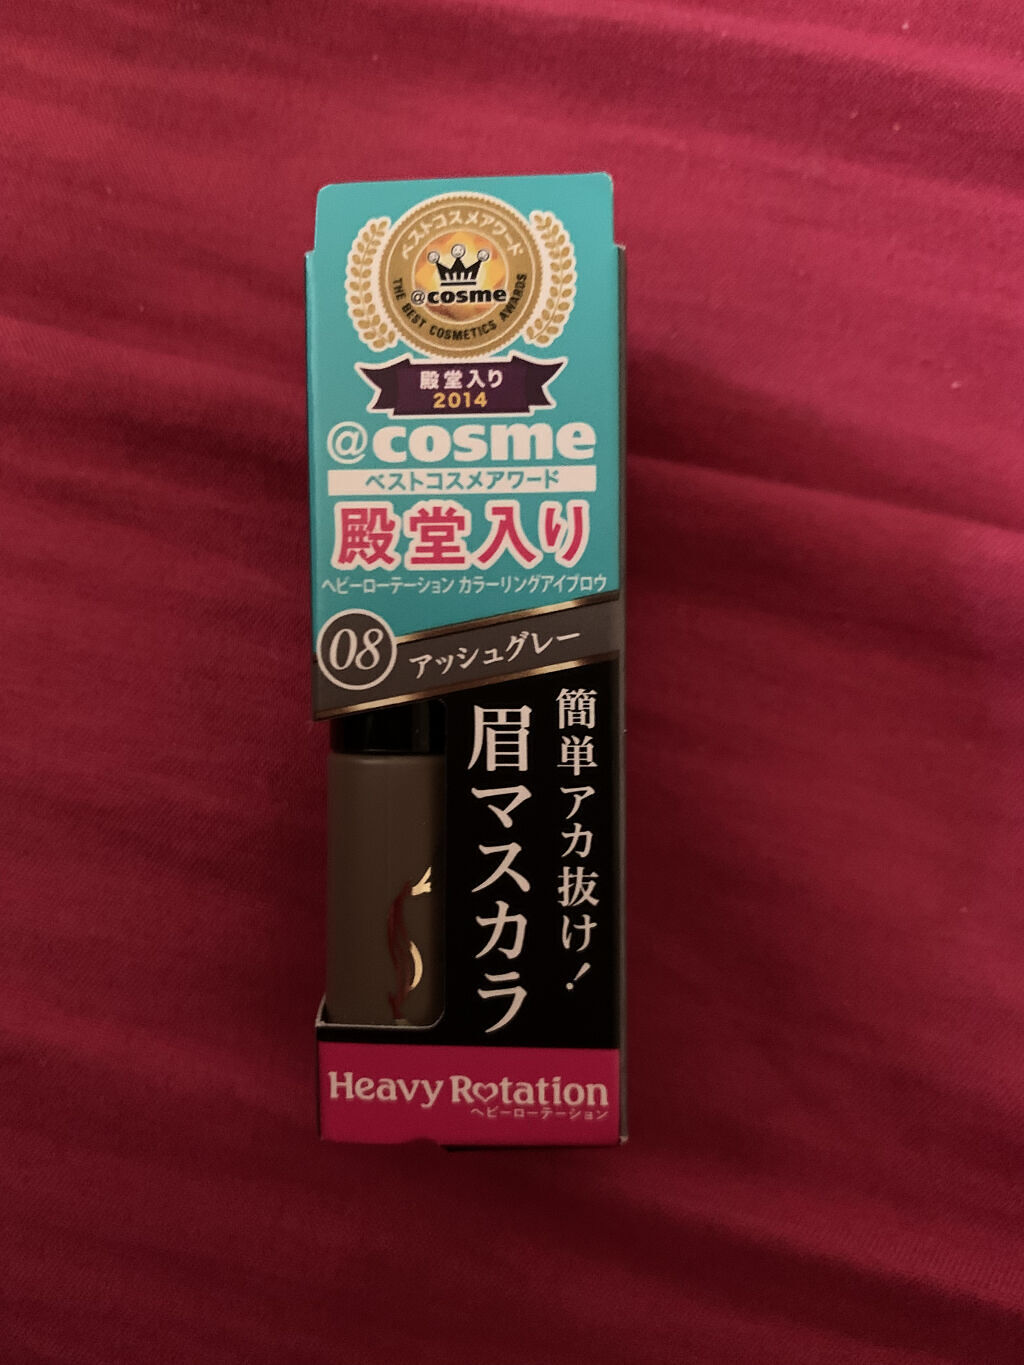 ベストコスメアワード
@cosme
THE BEST COSMETICS AWARDS
殿堂入り
2014
@cosme
ベストコスメアワード
殿堂入り
ヘビーローテーション カラーリングアイブロウ
08 アッシュグレー
簡単アカ抜け!
眉マスカラ
Heavy Rotation
ヘビーローテーション